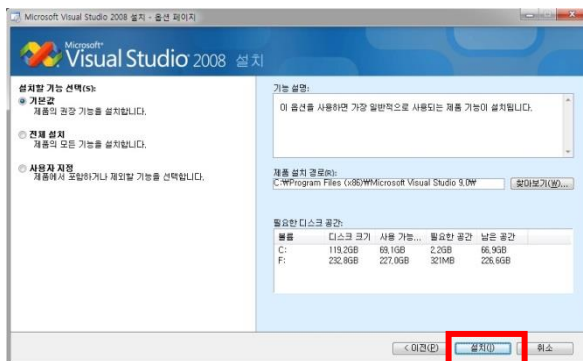 Microsoft Visual Studio 2008 설치 - 옵션 페이지
Microsoft®
Visual Studio 2008 설치
설치할 기능 선택(S):
기본값
제품의 권장 기능을 설치합니다.
전체 설치
제품의 모든 기능을 설치합니다.
사용자 지정
제품에서 포함하거나 제외할 기능을 선택합니다.
기능 설명:
이 옵션을 사용하면 가장 일반적으로 사용되는 제품 기능이 설치됩니다.
제품 설치 경로(R):
C:₩Program Files (x86)₩Microsoft Visual Studio 9.0₩ 찾아보기(W)...
필요한 디스크 공간:
볼륨 디스크 크기 사용 가능... 필요한 공간 남은 공간
C: 119,2GB 69,1GB 2,2GB 66,9GB
F: 232,8GB 227,0GB 321MB 226,6GB
< 이전(P) 설치(I) 취소